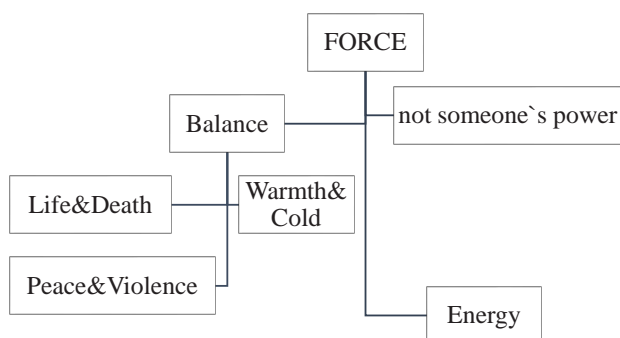 FORCE
not someone`s power
Balance
Life&Death
Warmth&
Cold
Peace&Violence
Energy